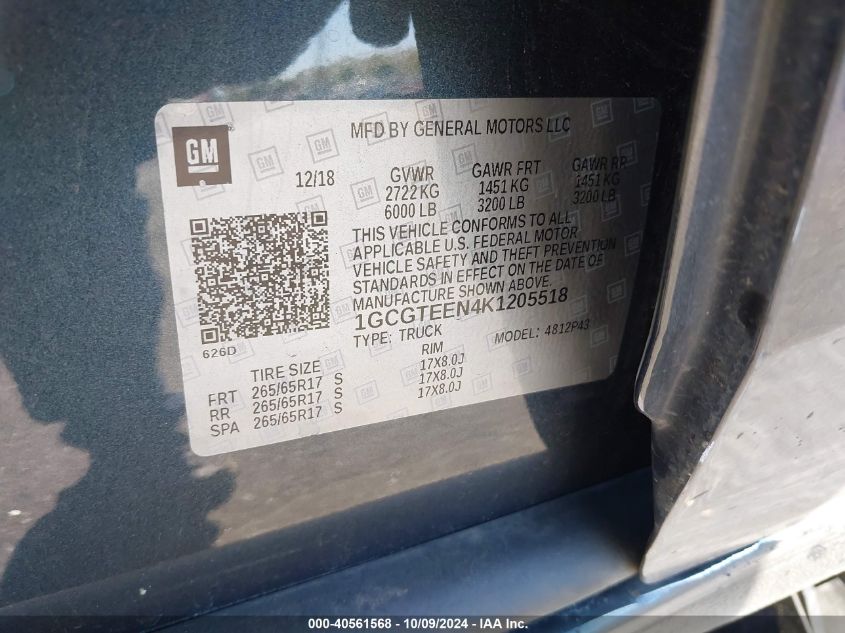 GM
MFD BY GENERAL MOTORS LLC
12/18
GVWR
2722 KG
6000 LB
GAWR FRT
1451 KG
3200 LB
GAWR RR
1451 KG
3200 LB
THIS VEHICLE CONFORMS TO ALL
APPLICABLE U.S. FEDERAL MOTOR
VEHICLE SAFETY AND THEFT PREVENTION
STANDARDS IN EFFECT ON THE DATE OF
MANUFACTURE SHOWN ABOVE.
1GCGTEEN4K1205518
TYPE: TRUCK
MODEL: 4812P43
626D
TIRE SIZE
RIM
FRT 265/65R17 S 17X8.0J
RR 265/65R17 S 17X8.0J
SPA 265/65R17 S 17X8.0J
000-40561568 - 10/09/2024 - IAA Inc.